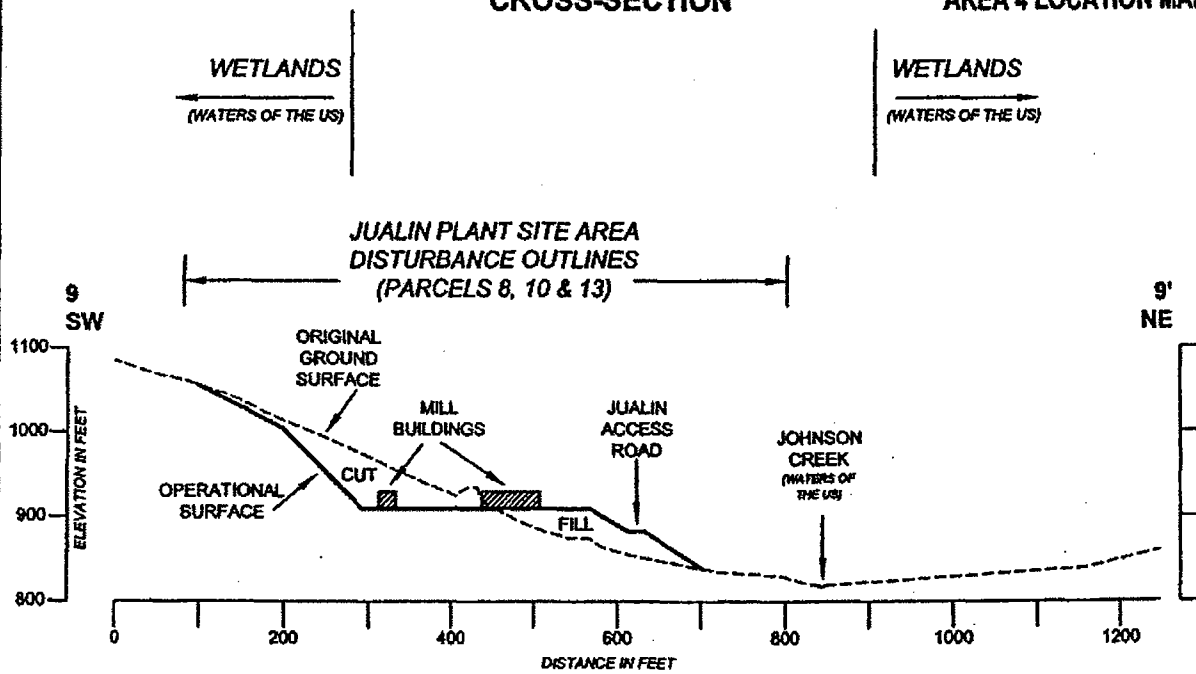 CROSS-SECTION
AREA 4 LOCATION MAP
WETLANDS
(WATERS OF THE US)
WETLANDS
(WATERS OF THE US)
JUALIN PLANT SITE AREA
DISTURBANCE OUTLINES
(PARCELS 8, 10 & 13)
9
SW
9'
NE
1100
1000
900
800
ELEVATION IN FEET
ORIGINAL
GROUND
SURFACE
MILL
BUILDINGS
JUALIN
ACCESS
ROAD
JOHNSON
CREEK
(WATERS OF
THE US)
CUT
OPERATIONAL
SURFACE
FILL
0 200 400 600 800 1000 1200
DISTANCE IN FEET